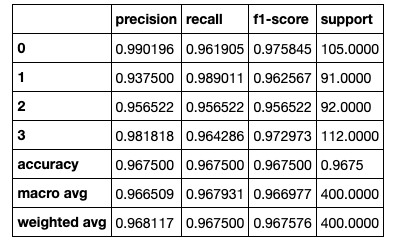 precision recall f1-score support
0 0.990196 0.961905 0.975845 105.0000
1 0.937500 0.989011 0.962567 91.0000
2 0.956522 0.956522 0.956522 92.0000
3 0.981818 0.964286 0.972973 112.0000
accuracy 0.967500 0.967500 0.967500 0.9675
macro avg 0.966509 0.967931 0.966977 400.0000
weighted avg 0.968117 0.967500 0.967576 400.0000